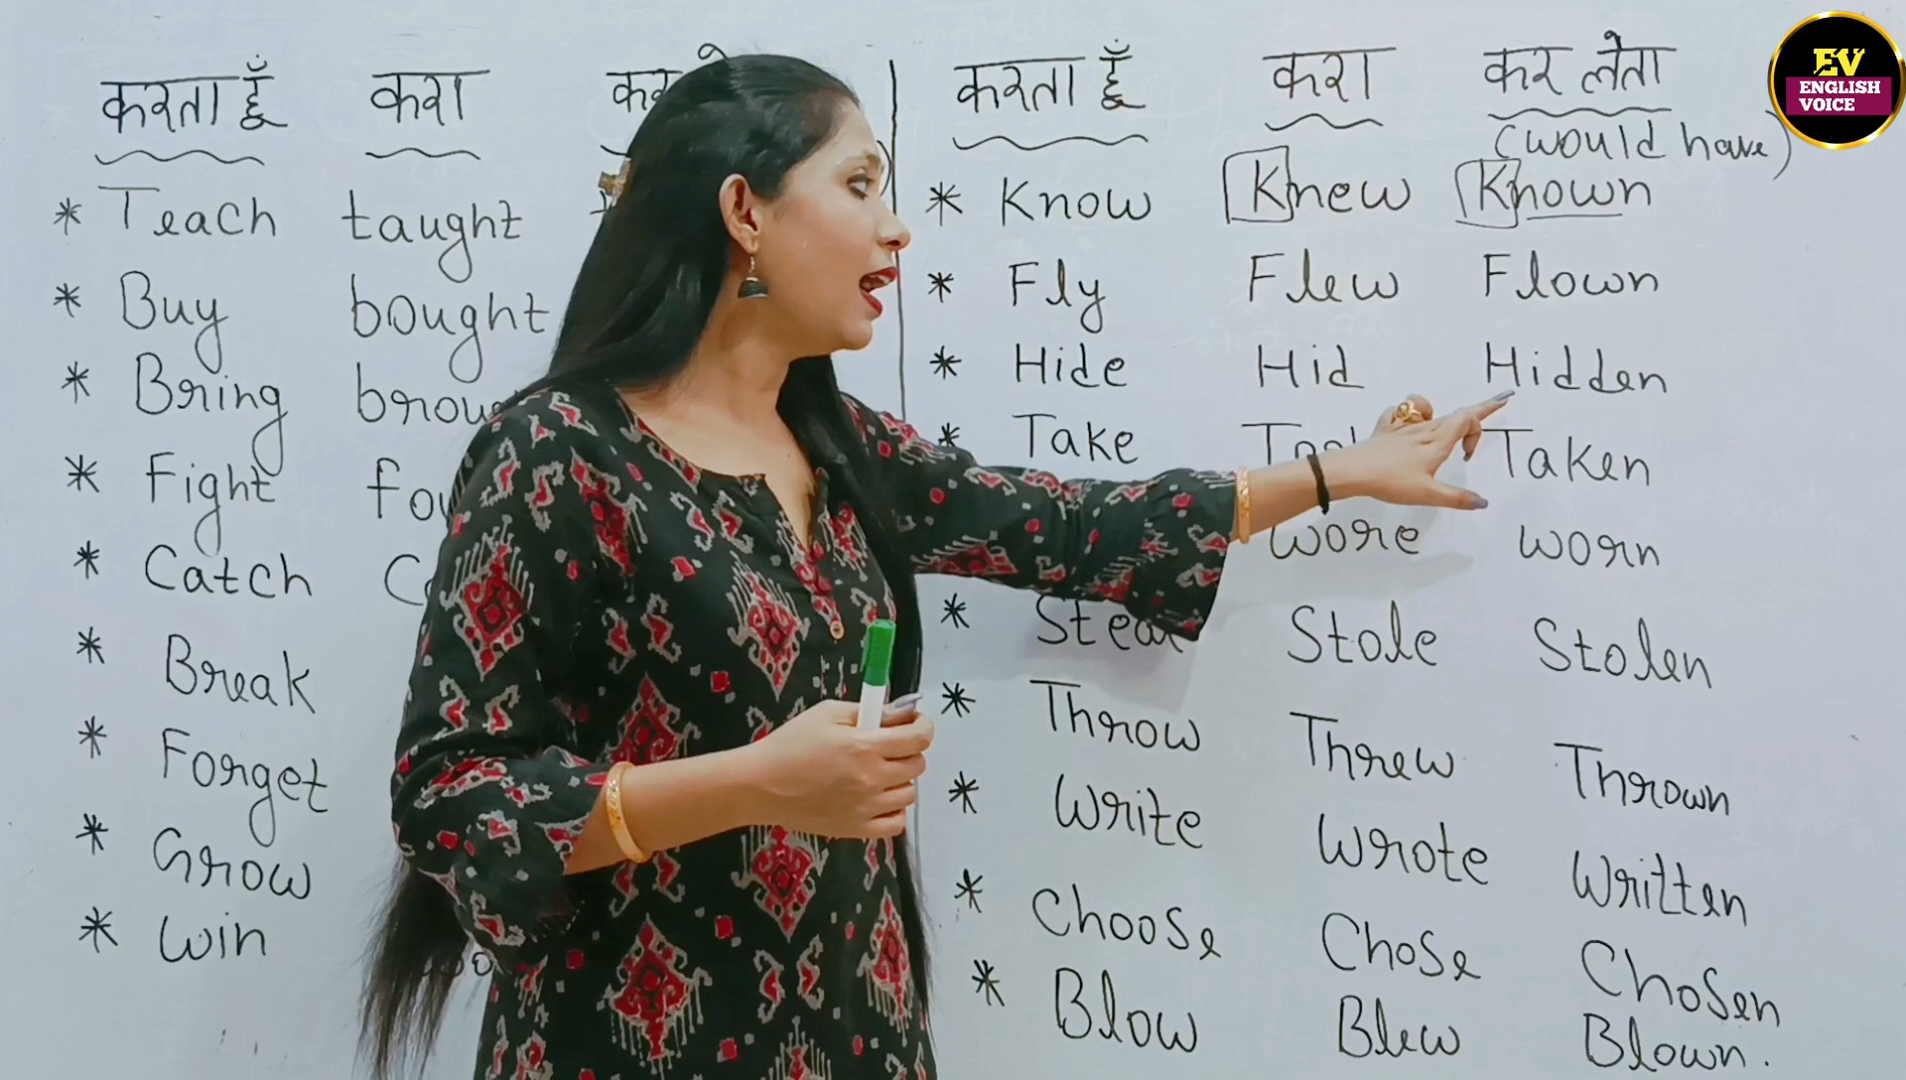 करता हूँ करा
* Teach taught
* Buy bought
* Bring
* Fight
* Catch
* Break
* Forget
* Grow
* Win
करता हूँ करा कर लेता
(would have)
* Know Knew Known
* Fly Flew Flown
* Hide Hid Hidden
* Take Taken
wore worn
* Stole Stolen
* Throw Threw Thrown
* Write Wrote Written
* Choose Chose Chosen
* Blow Blew Blown.
EV
ENGLISH
VOICE